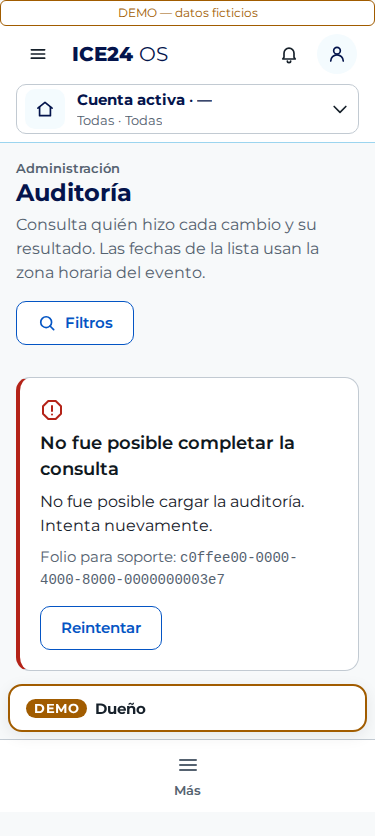 DEMO — datos ficticios
ICE24 OS
Cuenta activa · —
Todas · Todas
Administración
Auditoría
Consulta quién hizo cada cambio y su
resultado. Las fechas de la lista usan la
zona horaria del evento.
Filtros
No fue posible completar la
consulta
No fue posible cargar la auditoría.
Intenta nuevamente.
Folio para soporte: c0ffee00-0000-
4000-8000-0000000003e7
Reintentar
DEMO Dueño
Más